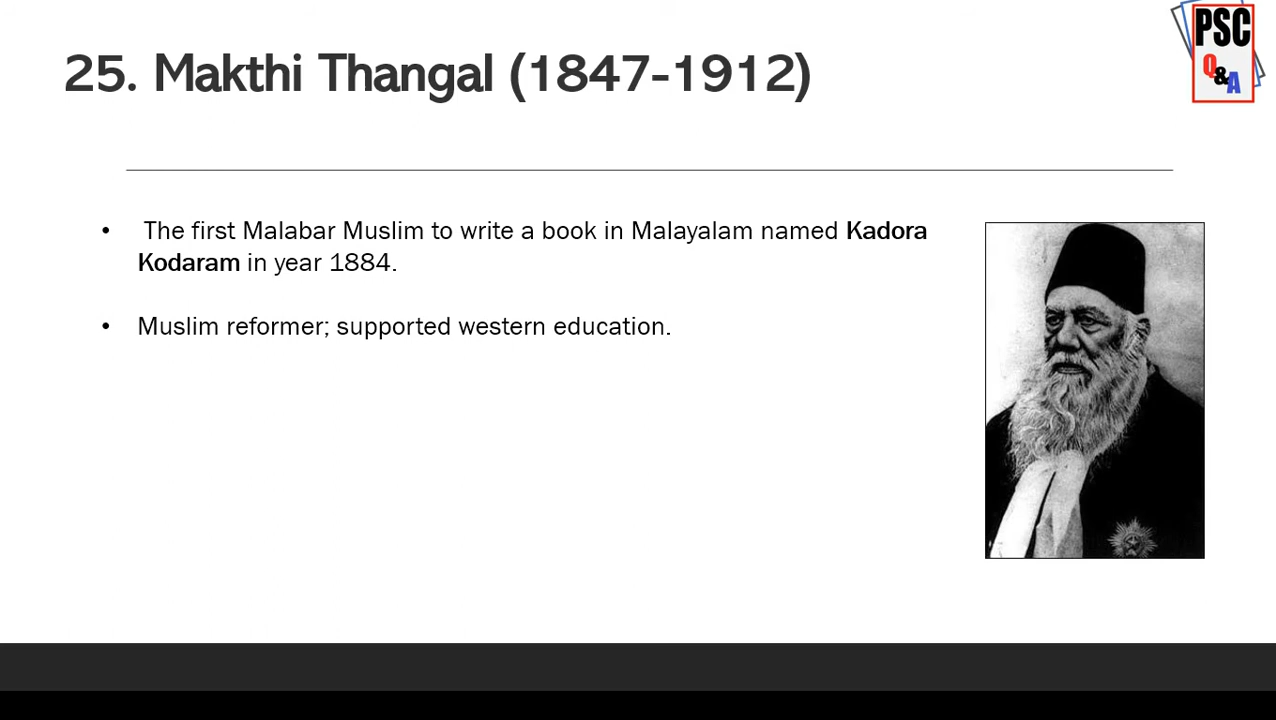 25. Makthi Thangal (1847-1912)
PSC
Q&A
• The first Malabar Muslim to write a book in Malayalam named Kadora
Kodaram in year 1884.
• Muslim reformer; supported western education.